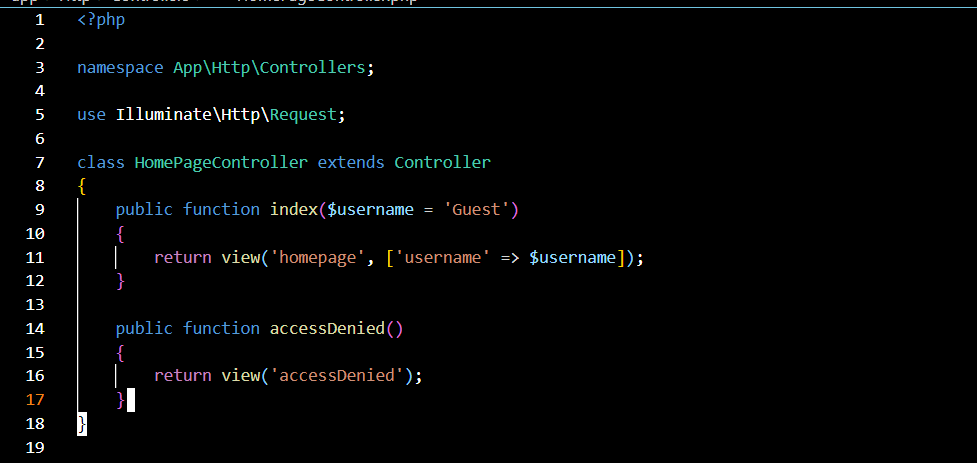 1 <?php
2
3 namespace App\Http\Controllers;
4
5 use Illuminate\Http\Request;
6
7 class HomePageController extends Controller
8 {
9 public function index($username = 'Guest')
10 {
11 return view('homepage', ['username' => $username]);
12 }
13
14 public function accessDenied()
15 {
16 return view('accessDenied');
17 }
18 }
19